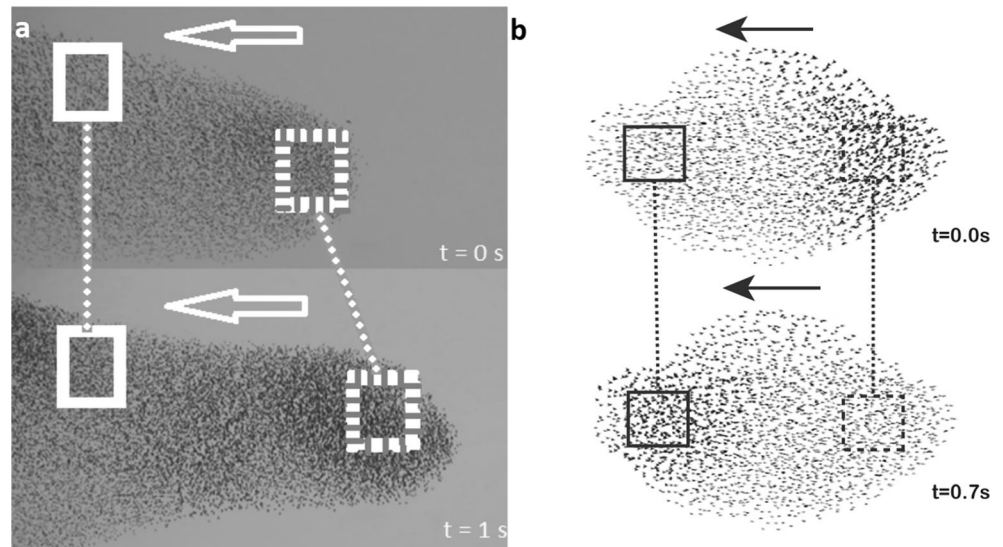 a
t = 0 s
t = 1 s
b
t=0.0s
t=0.7s